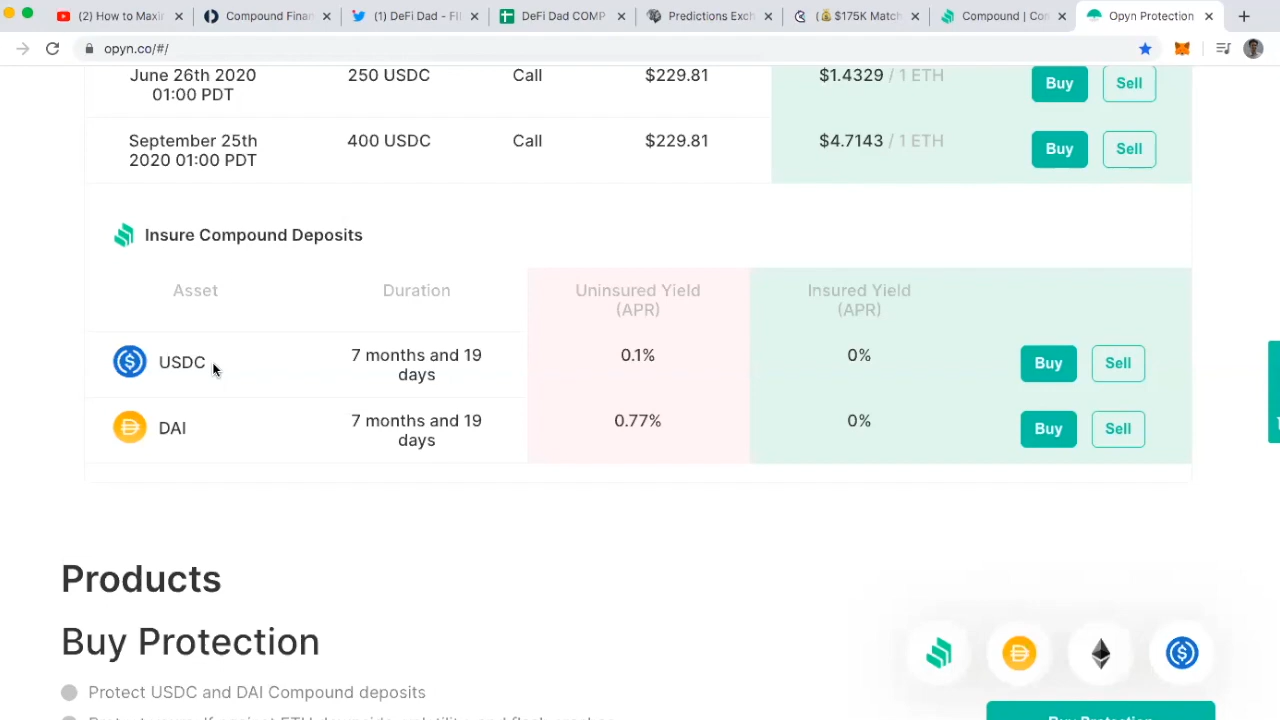 (2) How to Maxir
Compound Finan
(1) DeFi Dad - FI
DeFi Dad COMP
Predictions Exch
(💰$175K Match
Compound | Co
Opyn Protection
opyn.co/#/
June 26th 2020
01:00 PDT
250 USDC
Call
$229.81
$1.4329 / 1 ETH
Buy
Sell
September 25th
2020 01:00 PDT
400 USDC
Call
$229.81
$4.7143 / 1 ETH
Buy
Sell
Insure Compound Deposits
Asset
Duration
Uninsured Yield
(APR)
Insured Yield
(APR)
USDC
7 months and 19
days
0.1%
0%
Buy
Sell
DAI
7 months and 19
days
0.77%
0%
Buy
Sell
Products
Buy Protection
Protect USDC and DAI Compound deposits
Buy Protection